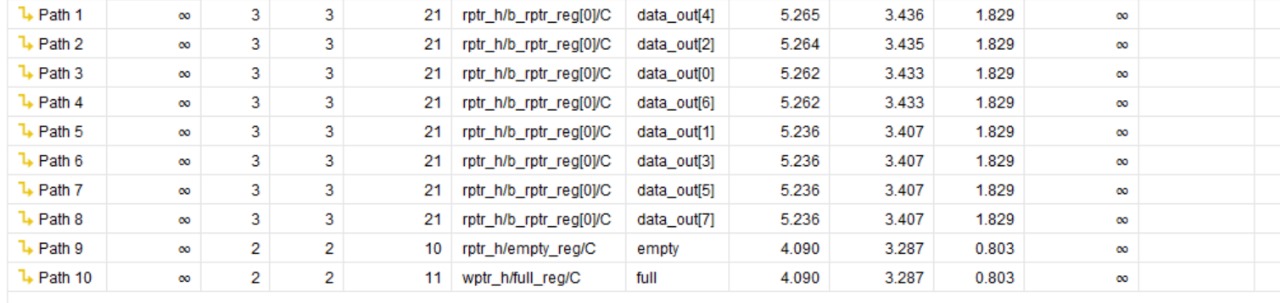 Path 1 ∞ 3 3 21 rptr_h/b_rptr_reg[0]/C data_out[4] 5.265 3.436 1.829 ∞
Path 2 ∞ 3 3 21 rptr_h/b_rptr_reg[0]/C data_out[2] 5.264 3.435 1.829 ∞
Path 3 ∞ 3 3 21 rptr_h/b_rptr_reg[0]/C data_out[0] 5.262 3.433 1.829 ∞
Path 4 ∞ 3 3 21 rptr_h/b_rptr_reg[0]/C data_out[6] 5.262 3.433 1.829 ∞
Path 5 ∞ 3 3 21 rptr_h/b_rptr_reg[0]/C data_out[1] 5.236 3.407 1.829 ∞
Path 6 ∞ 3 3 21 rptr_h/b_rptr_reg[0]/C data_out[3] 5.236 3.407 1.829 ∞
Path 7 ∞ 3 3 21 rptr_h/b_rptr_reg[0]/C data_out[5] 5.236 3.407 1.829 ∞
Path 8 ∞ 3 3 21 rptr_h/b_rptr_reg[0]/C data_out[7] 5.236 3.407 1.829 ∞
Path 9 ∞ 2 2 10 rptr_h/empty_reg/C empty 4.090 3.287 0.803 ∞
Path 10 ∞ 2 2 11 wptr_h/full_reg/C full 4.090 3.287 0.803 ∞